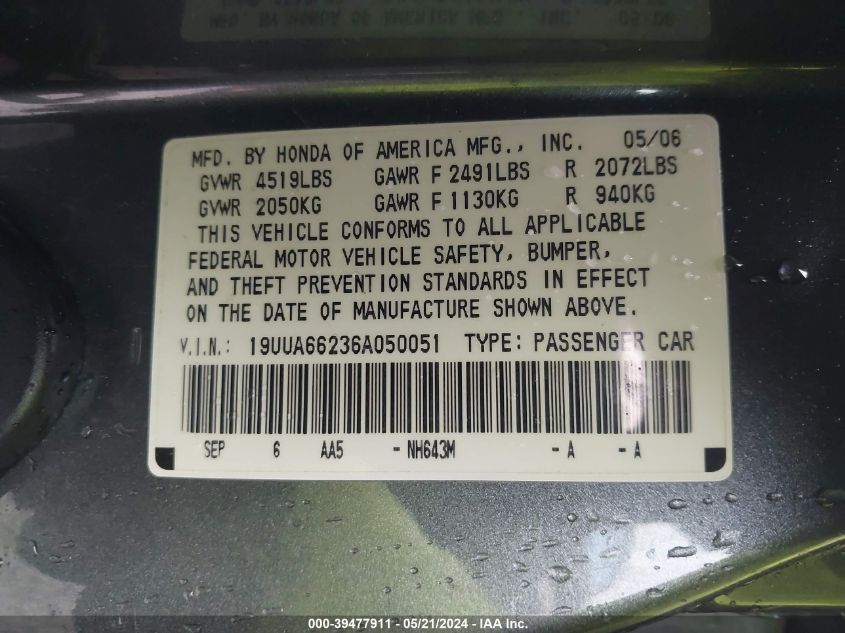 MFD. BY HONDA OF AMERICA MFG., INC. 05/06
GVWR 4519LBS GAWR F 2491LBS R 2072LBS
GVWR 2050KG GAWR F 1130KG R 940KG
THIS VEHICLE CONFORMS TO ALL APPLICABLE
FEDERAL MOTOR VEHICLE SAFETY, BUMPER,
AND THEFT PREVENTION STANDARDS IN EFFECT
ON THE DATE OF MANUFACTURE SHOWN ABOVE.
V.I.N.: 19UUA66236A050051 TYPE: PASSENGER CAR
SEP 6 AA5 - NH643M - A - A
000-39477911 - 05/21/2024 - IAA Inc.